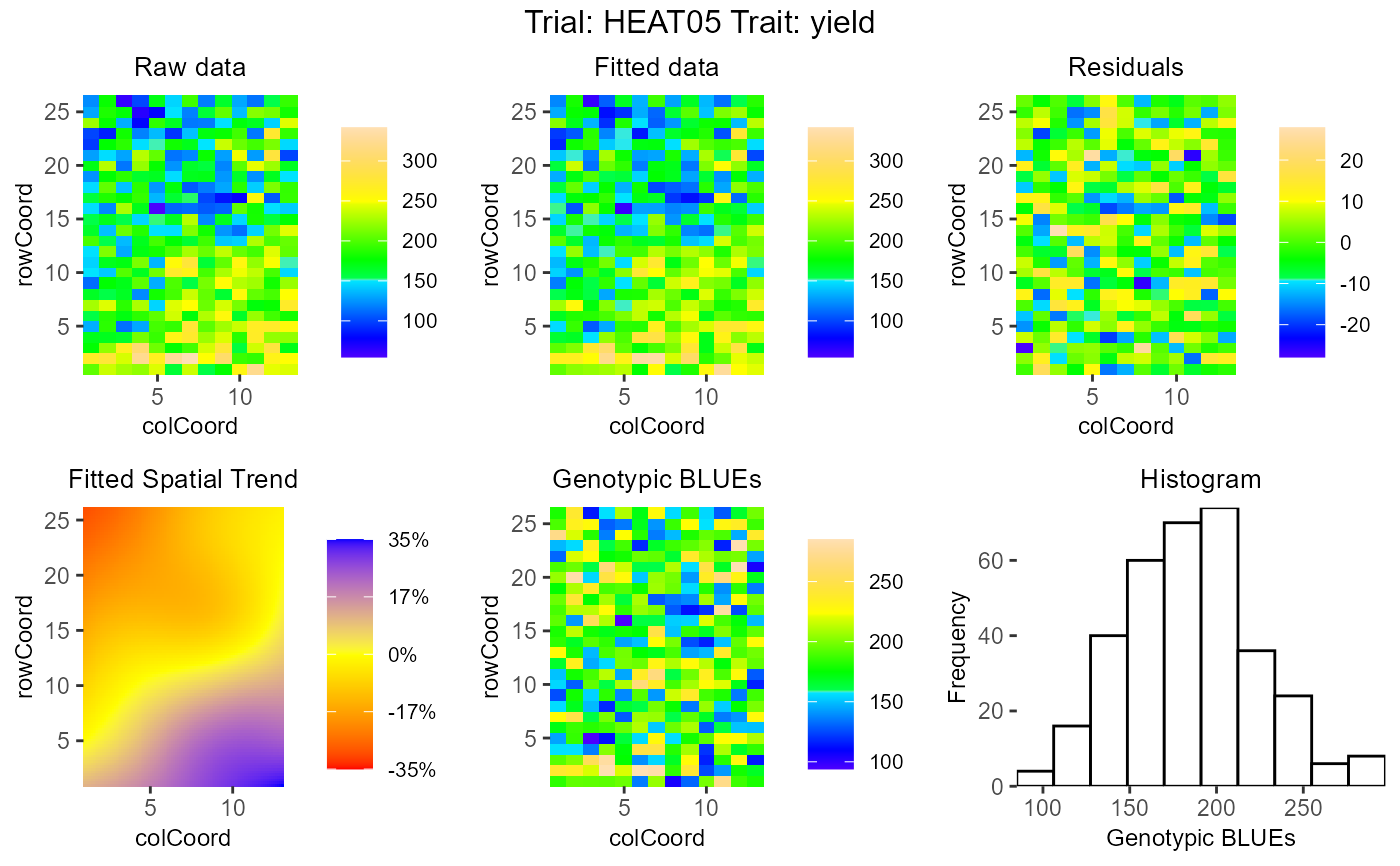 Trial: HEAT05 Trait: yield
Raw data
Fitted data
Residuals
25
20
15
10
5
rowCoord
5 10
colCoord
300
250
200
150
100
25
20
15
10
5
rowCoord
5 10
colCoord
300
250
200
150
100
25
20
15
10
5
rowCoord
5 10
colCoord
20
10
0
-10
-20
Fitted Spatial Trend
Genotypic BLUEs
Histogram
25
20
15
10
5
rowCoord
5 10
colCoord
35%
17%
0%
-17%
-35%
25
20
15
10
5
rowCoord
5 10
colCoord
250
200
150
100
60
40
20
0
Frequency
100 150 200 250
Genotypic BLUEs